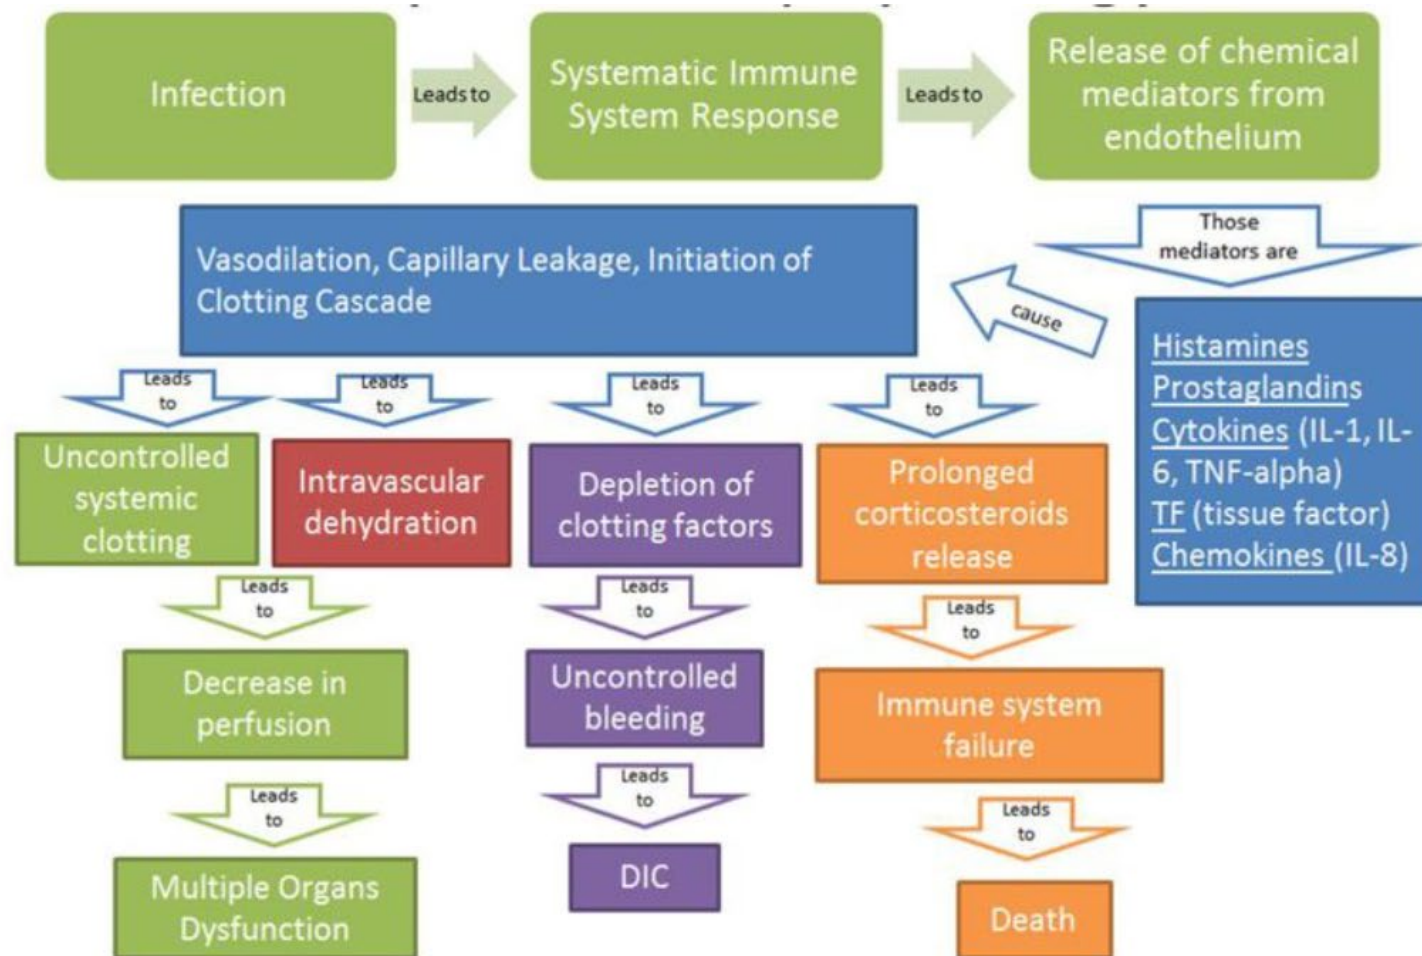 Infection
Leads to
Systematic Immune
System Response
Leads to
Release of chemical
mediators from
endothelium
Those
mediators are
Histamines
Prostaglandins
Cytokines (IL-1, IL-
6, TNF-alpha)
TF (tissue factor)
Chemokines (IL-8)
cause
Vasodilation, Capillary Leakage, Initiation of
Clotting Cascade
Leads
to
Leads
to
Leads
to
Leads
to
Uncontrolled
systemic
clotting
Intravascular
dehydration
Depletion of
clotting factors
Prolonged
corticosteroids
release
Leads
to
Leads
to
Leads
to
Decrease in
perfusion
Uncontrolled
bleeding
Immune system
failure
Leads
to
Leads
to
Leads
to
Multiple Organs
Dysfunction
DIC
Death